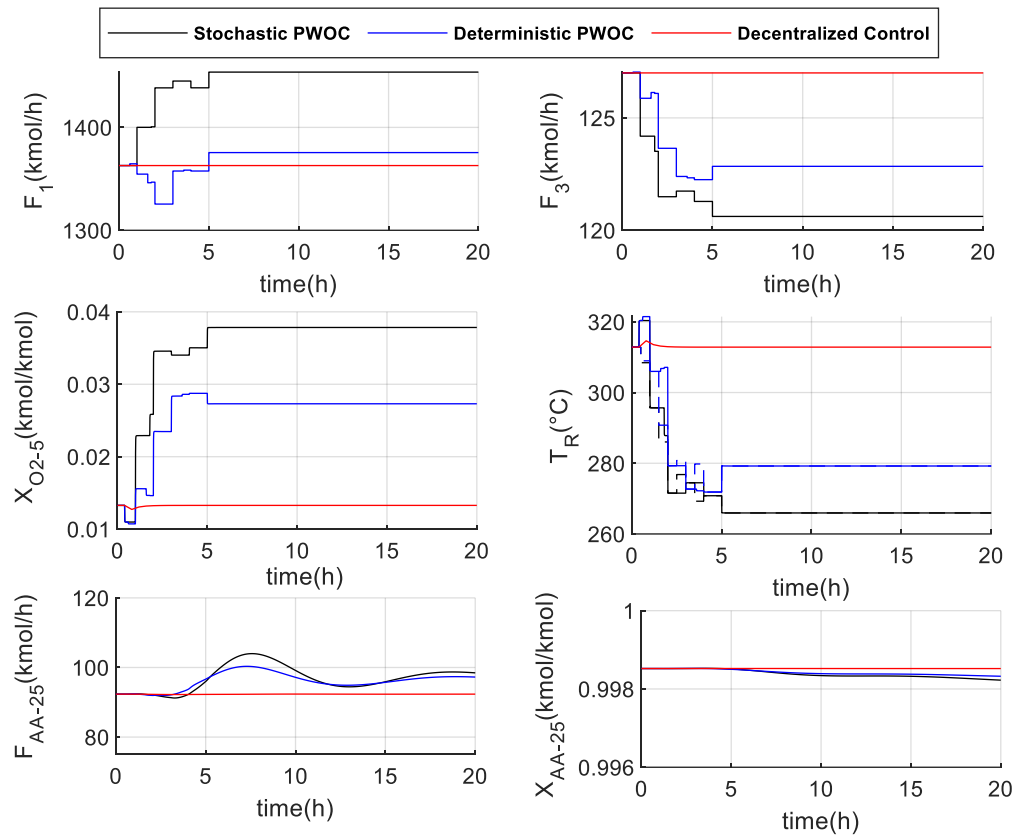 Stochastic PWOC Deterministic PWOC Decentralized Control
F1(kmol/h)
1400
1300
0 5 10 15 20
time(h)
F3(kmol/h)
125
120
0 5 10 15 20
time(h)
XO2-5(kmol/kmol)
0.04
0.03
0.02
0.01
0 5 10 15 20
time(h)
TR(°C)
320
300
280
260
0 5 10 15 20
time(h)
FAA-25(kmol/h)
120
100
80
0 5 10 15 20
time(h)
XAA-25(kmol/kmol)
1
0.998
0.996
0 5 10 15 20
time(h)